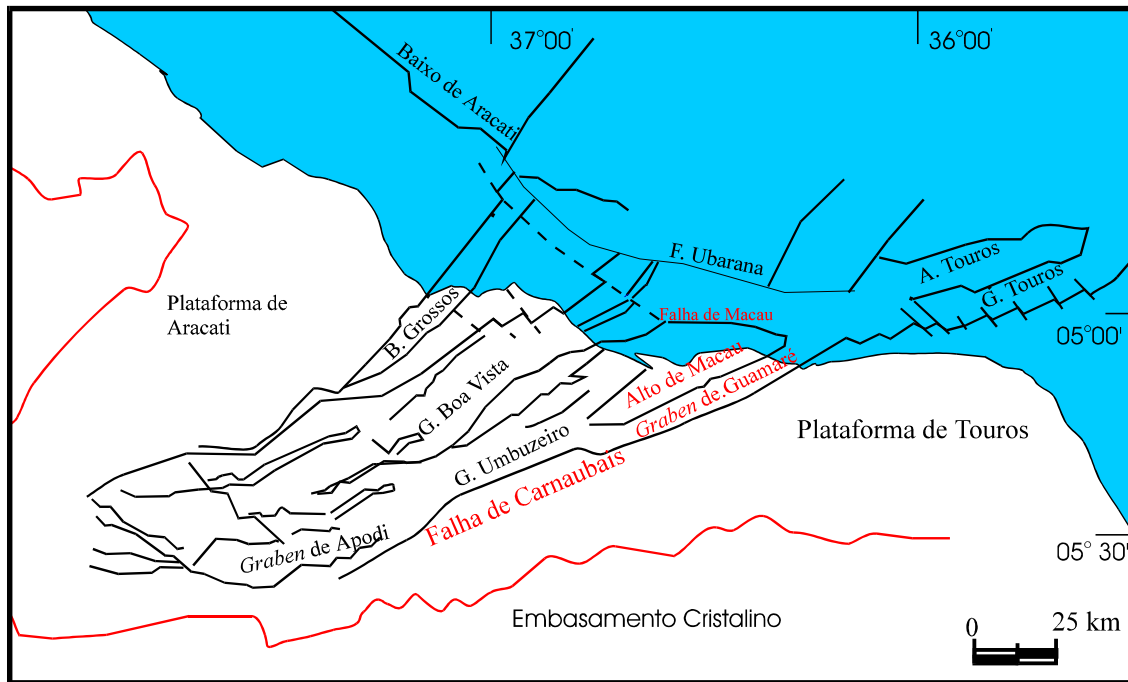 37°00'
36°00'
Baixo de Aracati
F. Ubarana
A. Touros
G. Touros
Plataforma de
Aracati
B. Grossos
Falha de Macau
05°00'
G. Boa Vista
Alto de Macau
Graben de.Guamaré
Plataforma de Touros
G. Umbuzeiro
Falha de Carnaubais
Graben de Apodi
05° 30'
Embasamento Cristalino
0 25 km